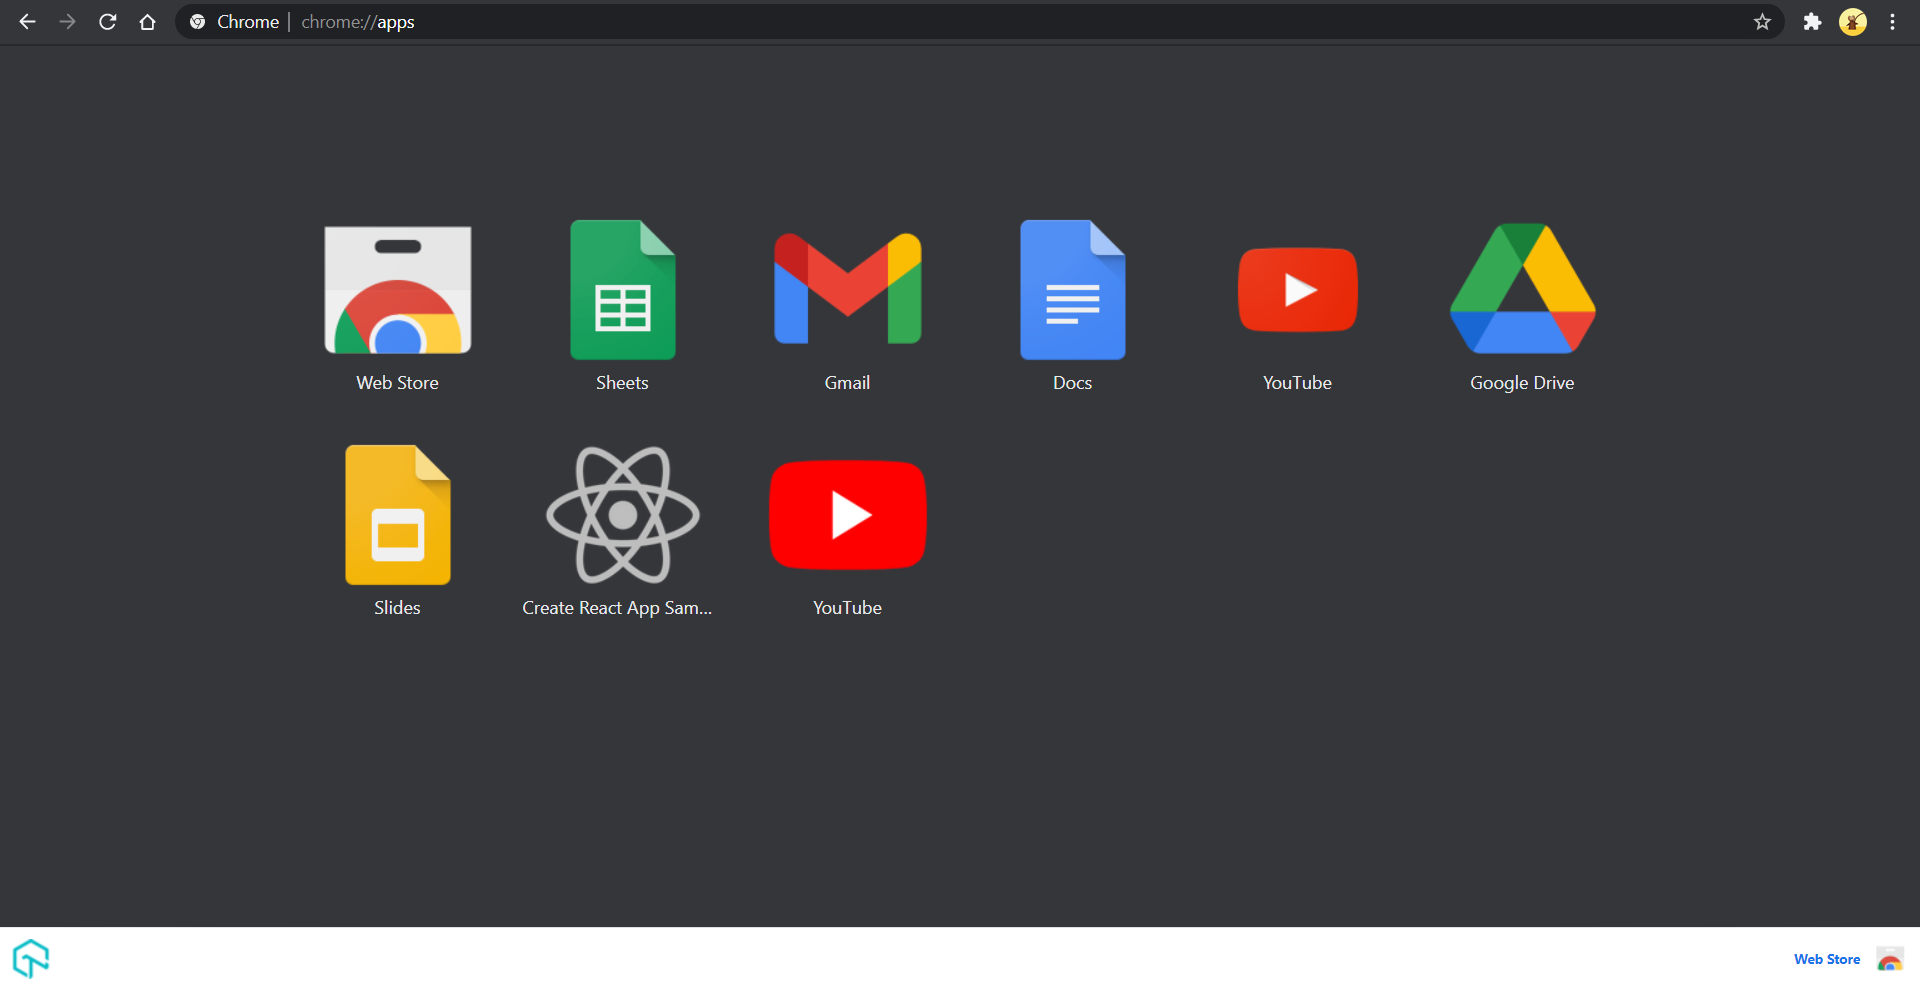 Chrome | chrome://apps
Web Store Sheets Gmail Docs YouTube Google Drive
Slides Create React App Sam... YouTube
Web Store